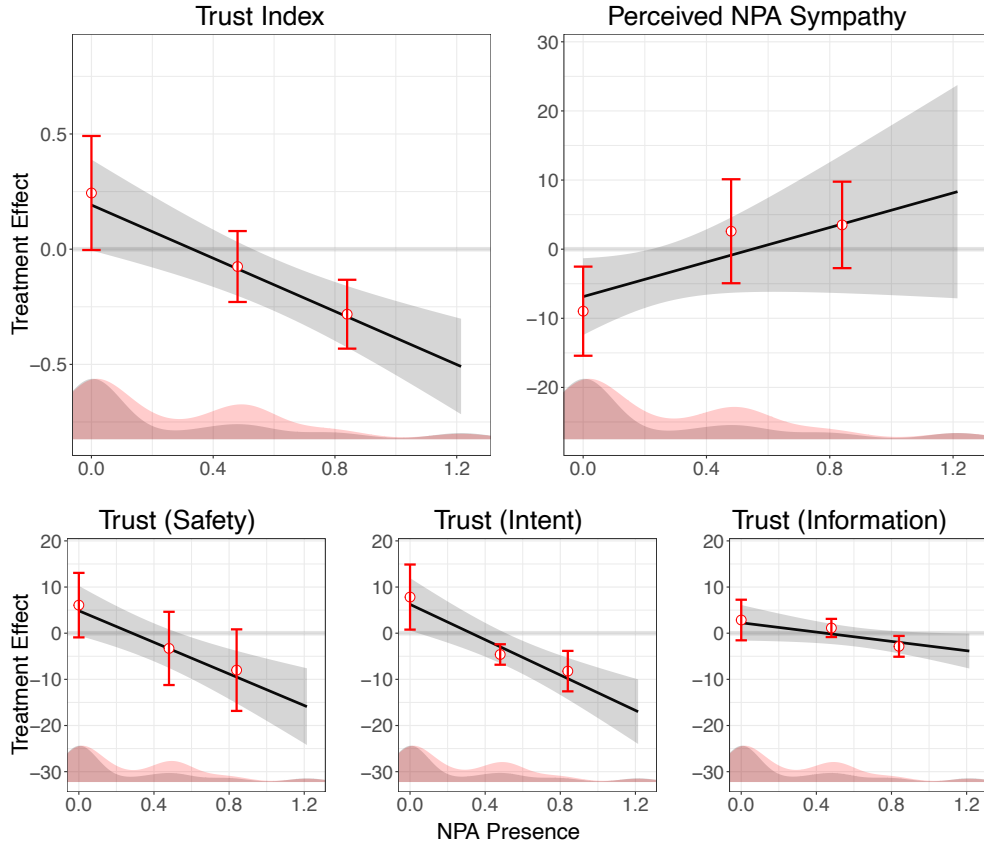 Trust Index
Perceived NPA Sympathy
Treatment Effect
0.5
0.0
−0.5
0.0 0.4 0.8 1.2
30
20
10
0
−10
−20
0.0 0.4 0.8 1.2
Trust (Safety)
Trust (Intent)
Trust (Information)
Treatment Effect
20
10
0
−10
−20
−30
0.0 0.4 0.8 1.2
20
10
0
−10
−20
−30
0.0 0.4 0.8 1.2
20
10
0
−10
−20
−30
0.0 0.4 0.8 1.2
NPA Presence